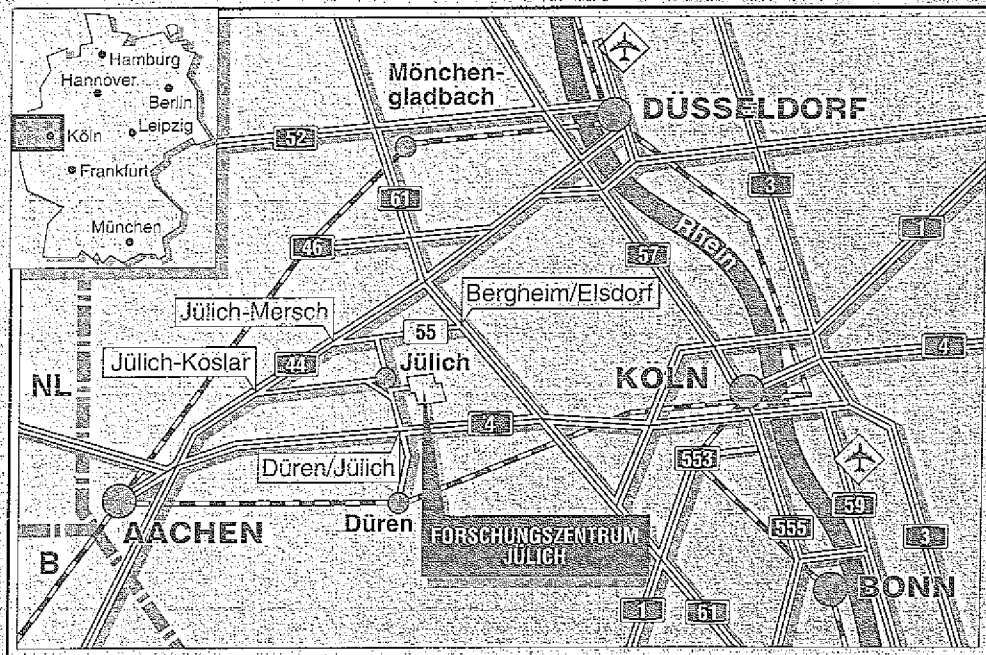 Hamburg
Hannover
Berlin
Leipzig
Köln
Frankfurt
München
Mönchen-
gladbach
DÜSSELDORF
52
61
3
1
46
57
Rhein
Bergheim/Elsdorf
Jülich-Mersch
55
Jülich-Koslar
44
Jülich
KÖLN
4
NL
4
Düren/Jülich
553
AACHEN
Düren
FORSCHUNGSZENTRUM
JÜLICH
555
59
3
B
BONN
1
61